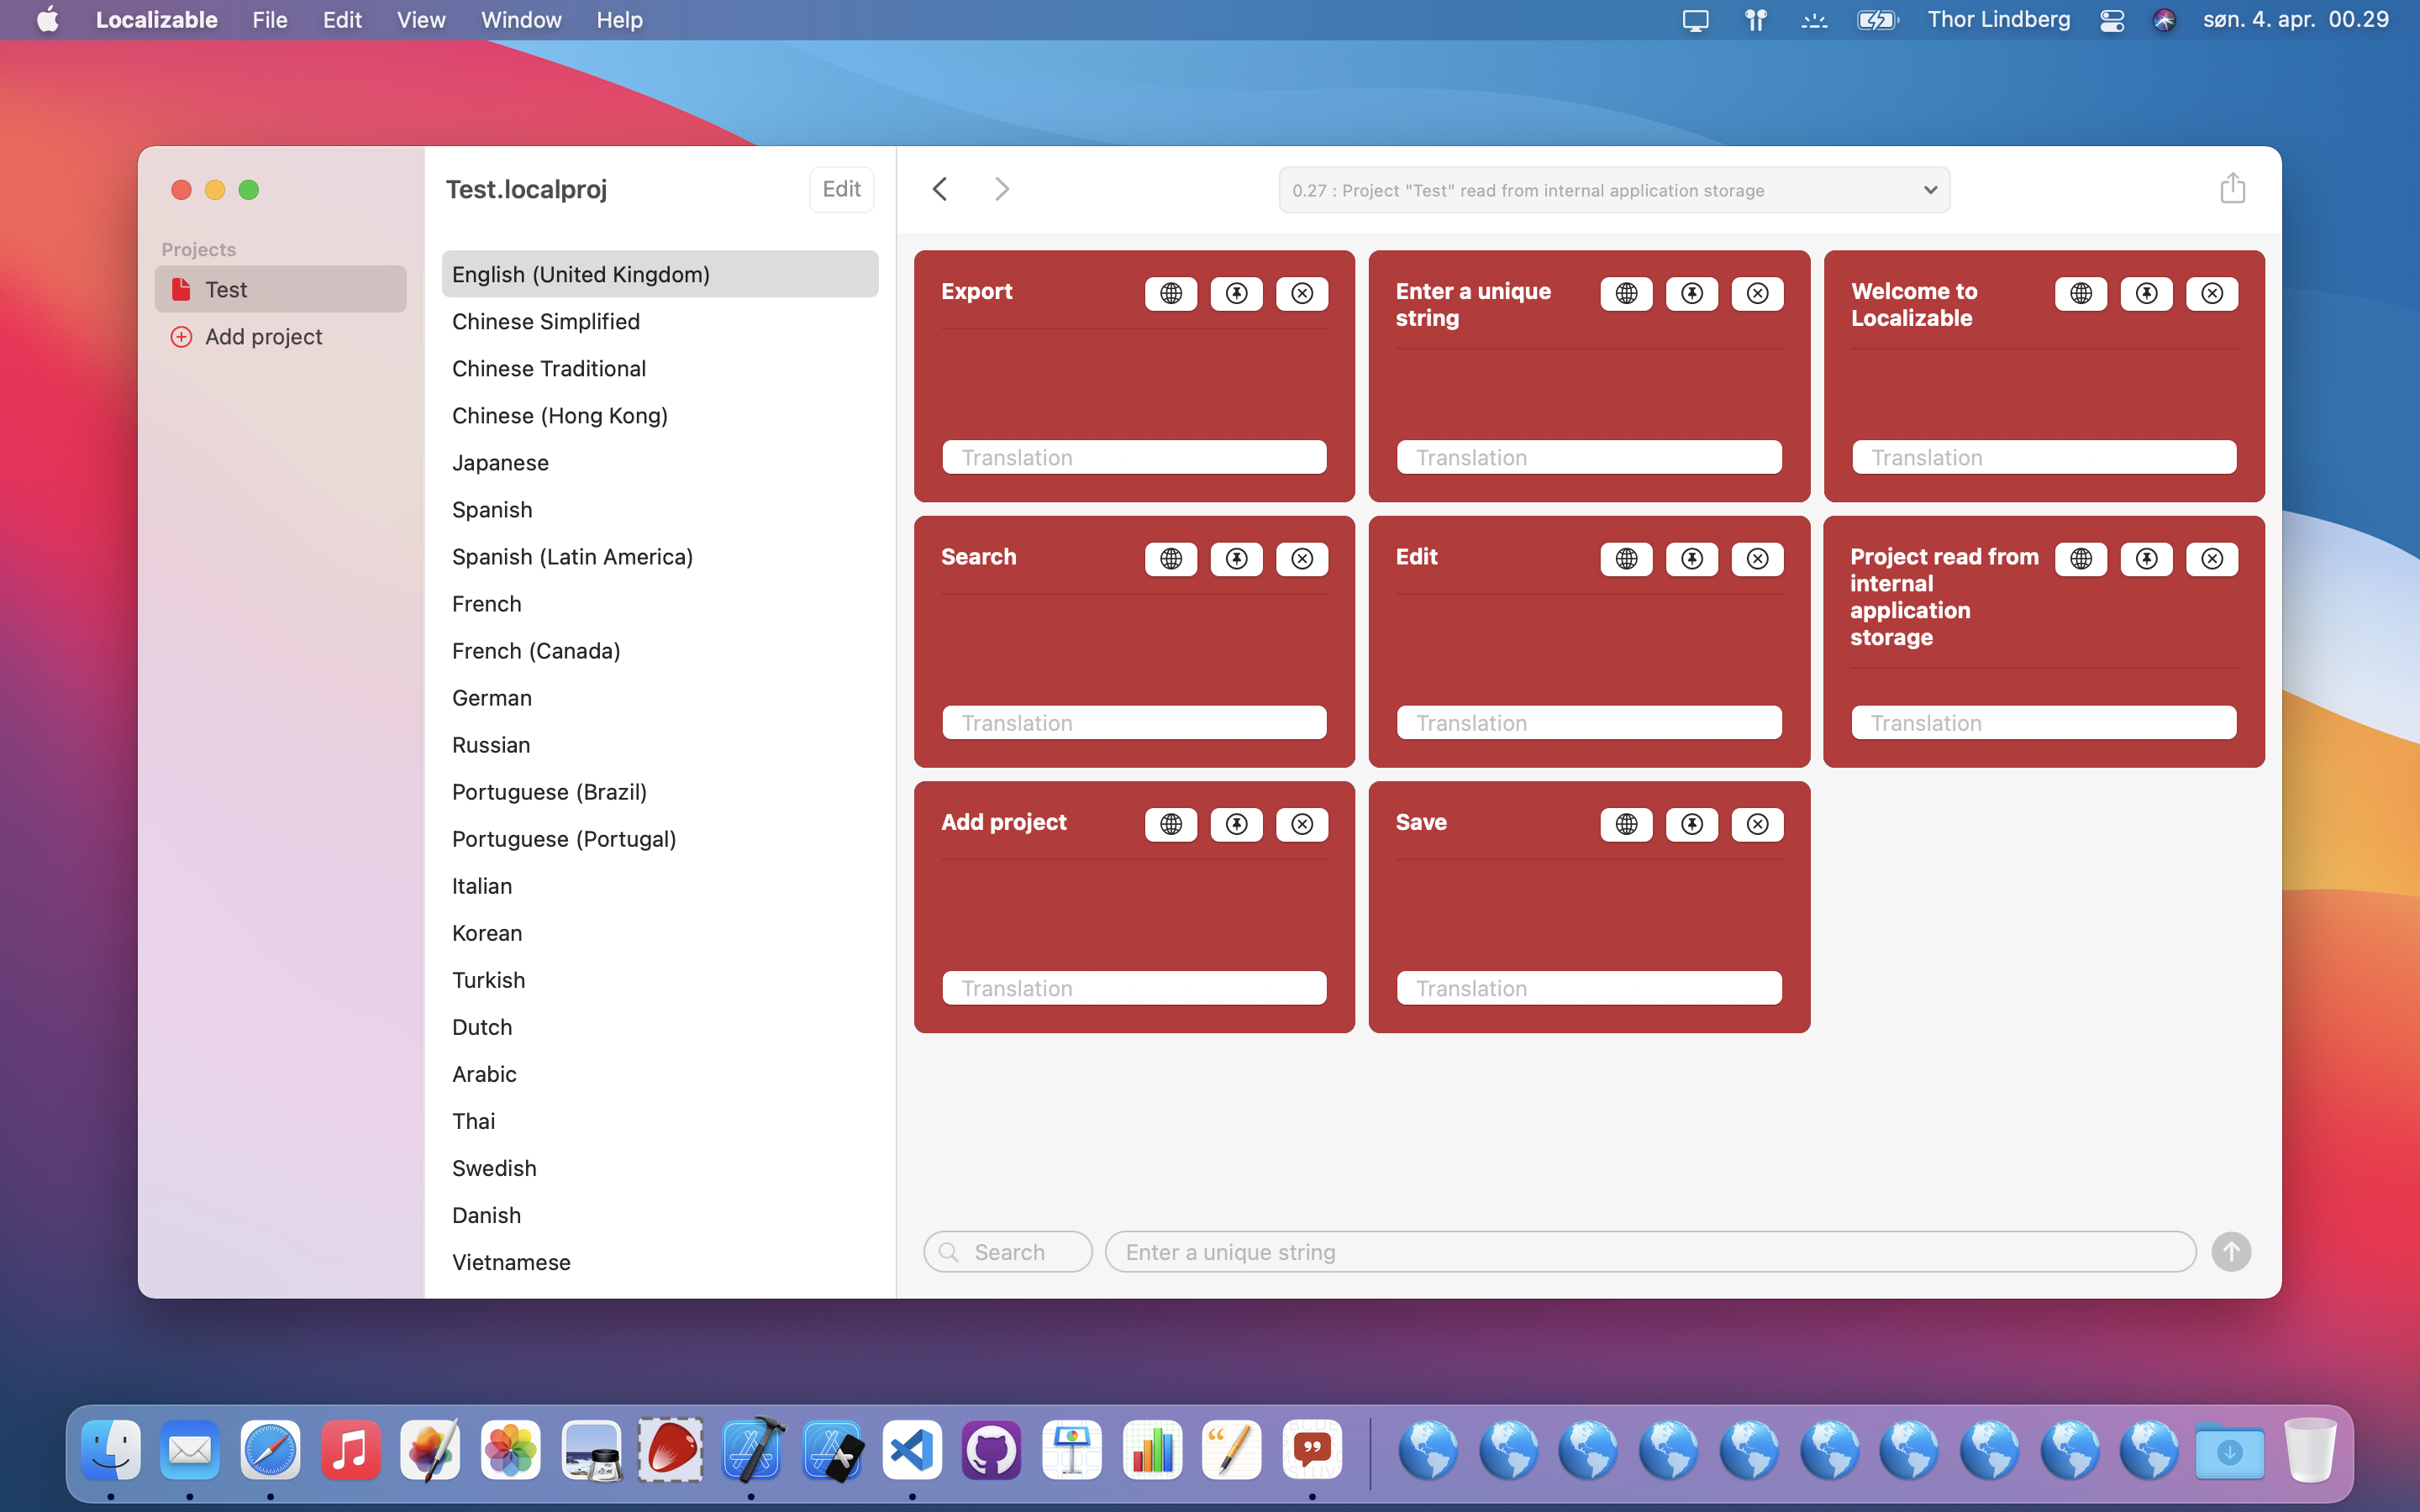 Localizable File Edit View Window Help Thor Lindberg søn. 4. apr. 00.29
Projects
Test
Add project
Test.localproj Edit
English (United Kingdom)
Chinese Simplified
Chinese Traditional
Chinese (Hong Kong)
Japanese
Spanish
Spanish (Latin America)
French
French (Canada)
German
Russian
Portuguese (Brazil)
Portuguese (Portugal)
Italian
Korean
Turkish
Dutch
Arabic
Thai
Swedish
Danish
Vietnamese
0.27 : Project "Test" read from internal application storage
Export
Translation
Enter a unique
string
Translation
Welcome to
Localizable
Translation
Search
Translation
Edit
Translation
Project read from
internal
application
storage
Translation
Add project
Translation
Save
Translation
Search
Enter a unique string